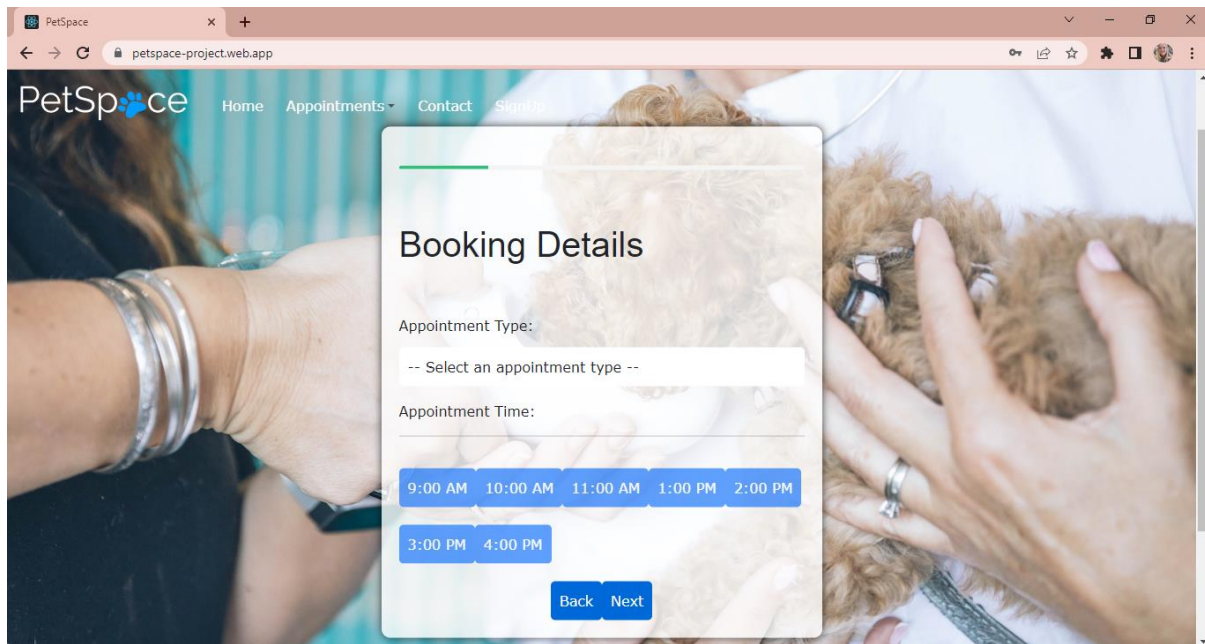 PetSpace
petspace-project.web.app
PetSpace
Home Appointments Contact SignUp
Booking Details
Appointment Type:
-- Select an appointment type --
Appointment Time:
9:00 AM 10:00 AM 11:00 AM 1:00 PM 2:00 PM
3:00 PM 4:00 PM
Back Next